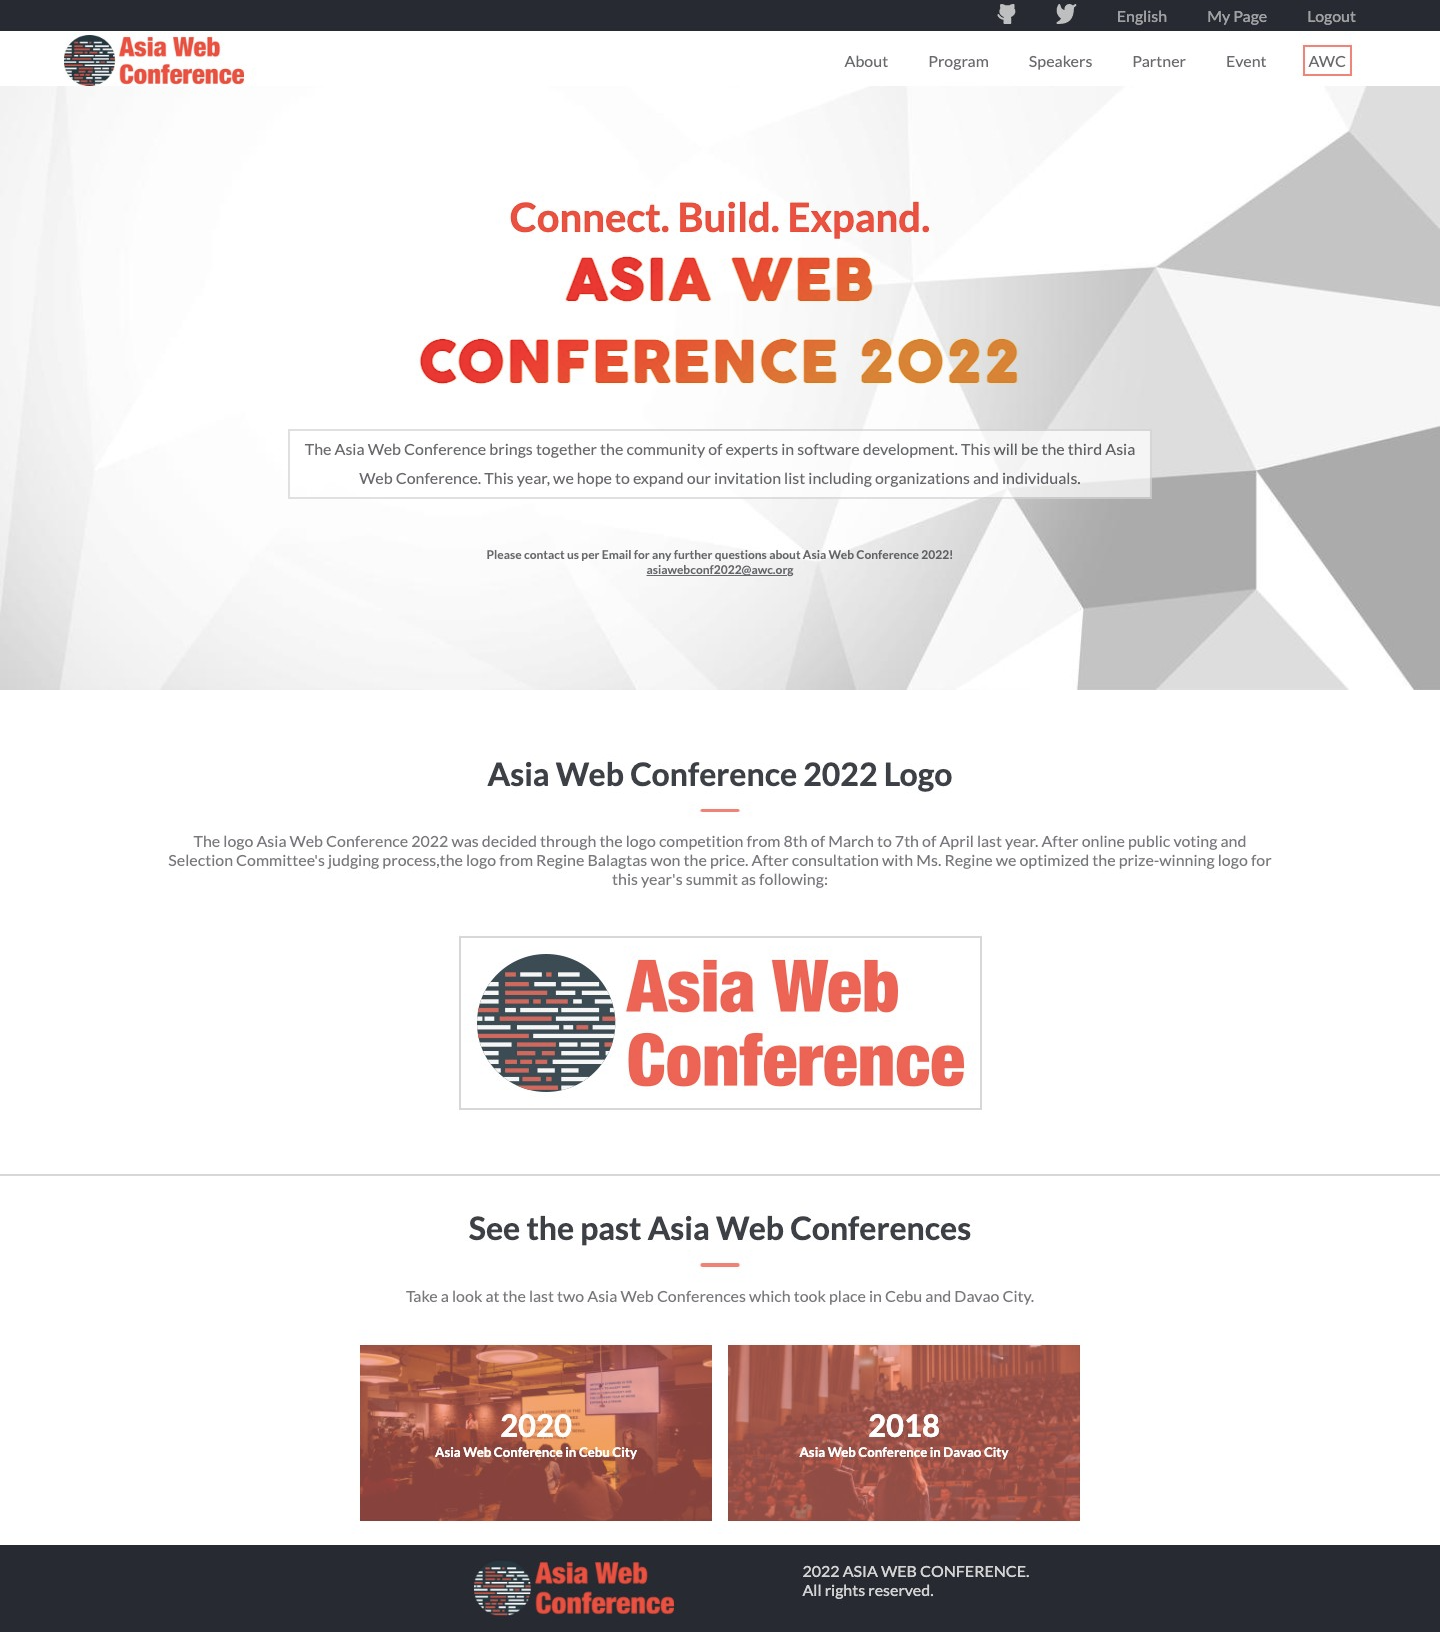 English My Page Logout
Asia Web
Conference
About Program Speakers Partner Event AWC
Connect. Build. Expand.
ASIA WEB
CONFERENCE 2022
The Asia Web Conference brings together the community of experts in software development. This will be the third Asia
Web Conference. This year, we hope to expand our invitation list including organizations and individuals.
Please contact us per Email for any further questions about Asia Web Conference 2022!
asiawebconf2022@awc.org
Asia Web Conference 2022 Logo
The logo Asia Web Conference 2022 was decided through the logo competition from 8th of March to 7th of April last year. After online public voting and
Selection Committee's judging process,the logo from Regine Balagtas won the price. After consultation with Ms. Regine we optimized the prize-winning logo for
this year's summit as following:
Asia Web
Conference
See the past Asia Web Conferences
Take a look at the last two Asia Web Conferences which took place in Cebu and Davao City.
2020
Asia Web Conference in Cebu City
2018
Asia Web Conference in Davao City
Asia Web
Conference
2022 ASIA WEB CONFERENCE.
All rights reserved.